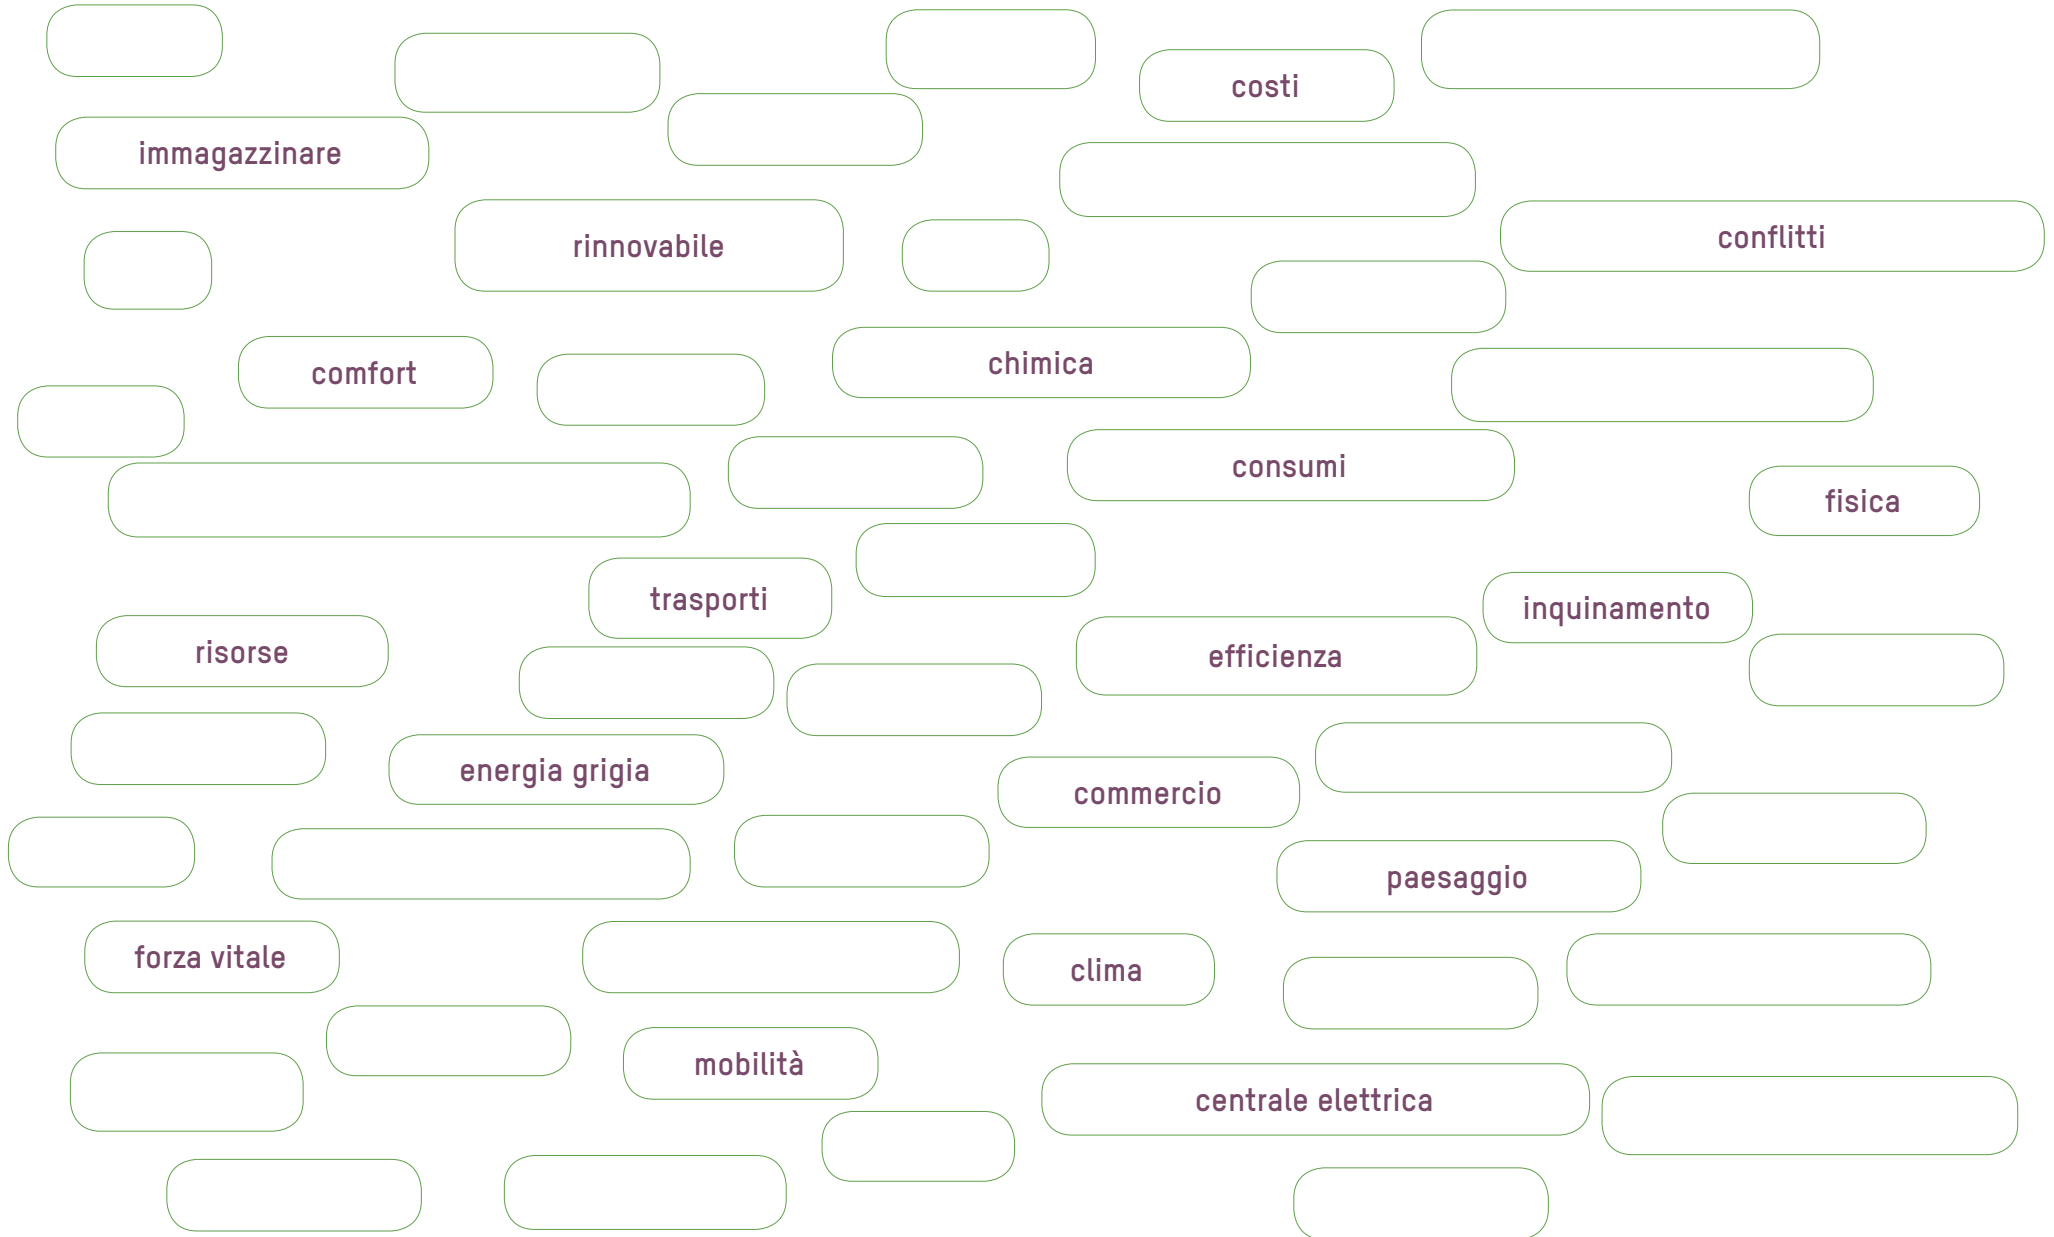 costi
immagazzinare
rinnovabile
conflitti
comfort
chimica
consumi
fisica
trasporti
inquinamento
risorse
efficienza
energia grigia
commercio
paesaggio
forza vitale
clima
mobilità
centrale elettrica